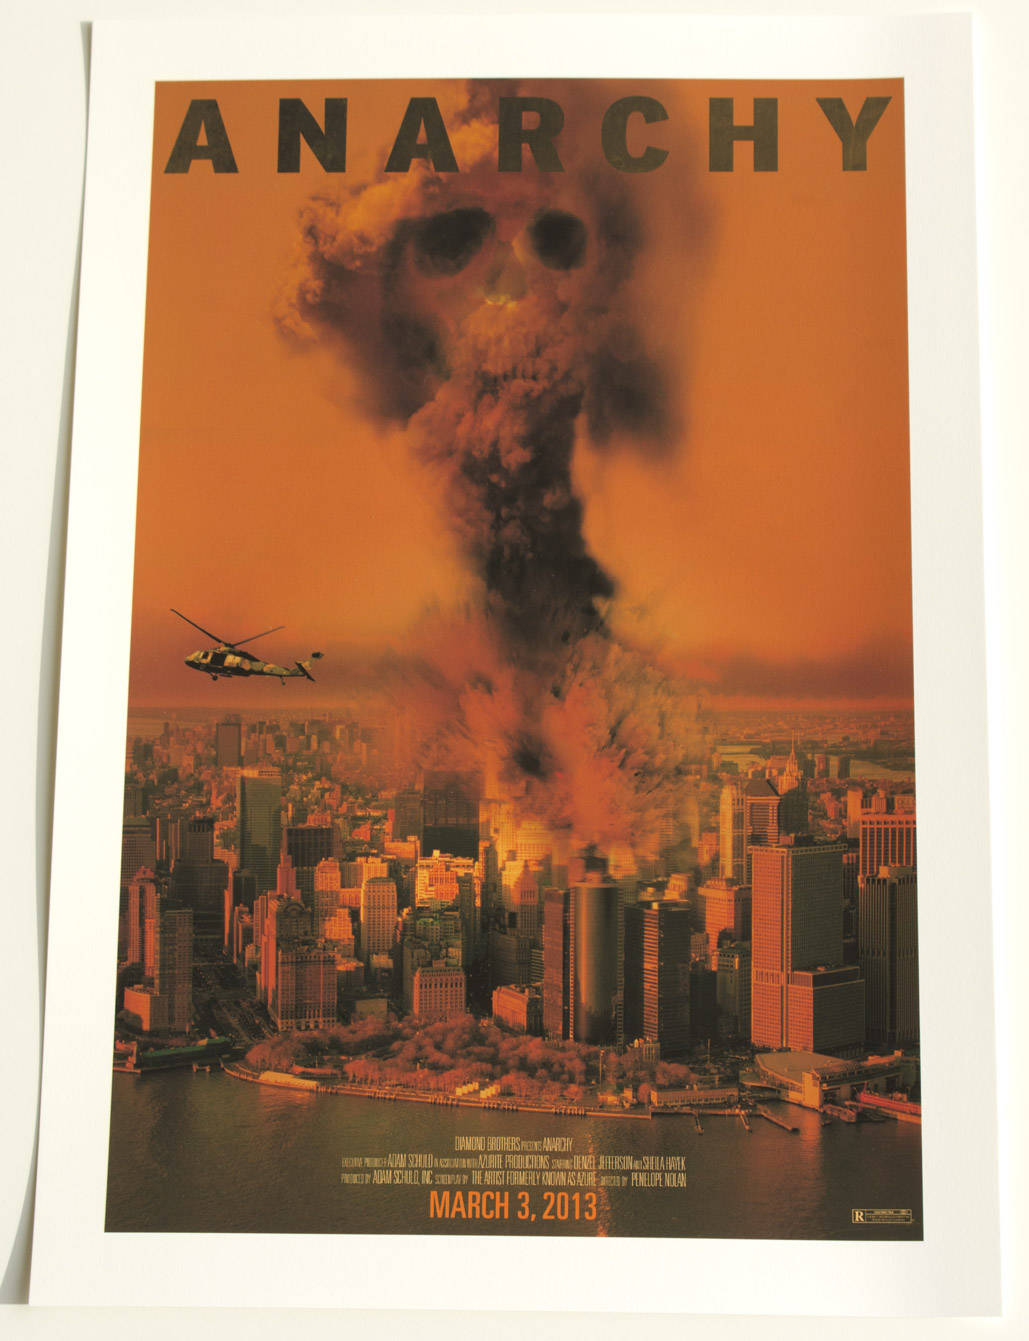 ANARCHY
DIAMOND BROTHERS PRESENTS ANARCHY
EXECUTIVE PRODUCER ADAM SCHULD IN ASSOCIATION WITH AZURITE PRODUCTIONS STARRING DENZEL JEFFERSON AND SHEILA HAYEK
PRODUCED BY ADAM SCHULD, INC SCREENPLAY BY THE ARTIST FORMERLY KNOWN AS AZURE DIRECTED BY PENELOPE NOLAN
MARCH 3, 2013
R